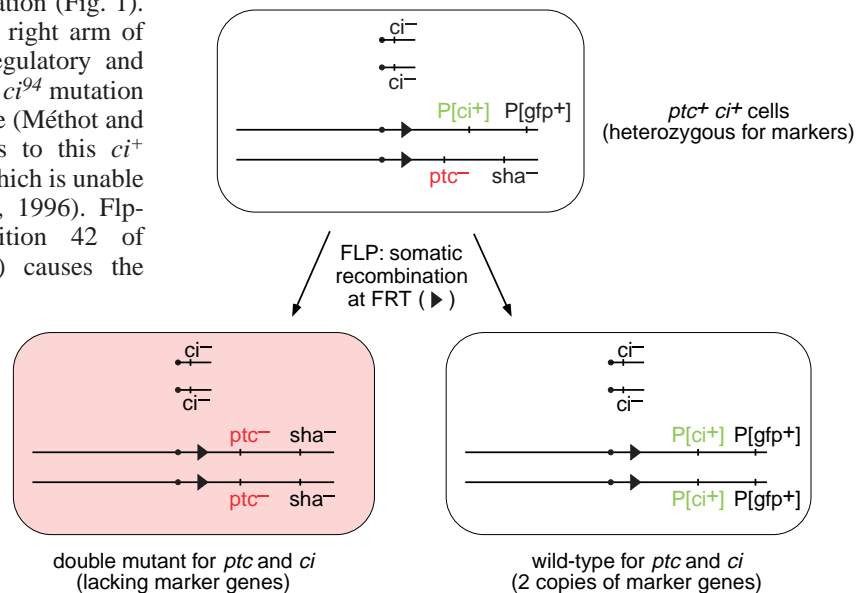 ation (Fig. 1).
right arm of
egulatory and
ci94 mutation
e (Méthot and
s to this ci+
hich is unable
, 1996). Flp-
ition 42 of
) causes the
ci–
ci–
P[ci+] P[gfp+]
ptc– sha–
ptc+ ci+ cells
(heterozygous for markers)
FLP: somatic
recombination
at FRT ( )
ci–
ci–
ptc– sha–
ptc– sha–
double mutant for ptc and ci
(lacking marker genes)
ci–
ci–
P[ci+] P[gfp+]
P[ci+] P[gfp+]
wild-type for ptc and ci
(2 copies of marker genes)